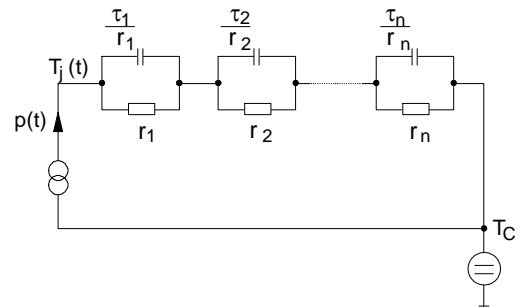 τ1/r1 τ2/r2 τn/rn
Tj(t)
r1 r2 rn
p(t)
TC